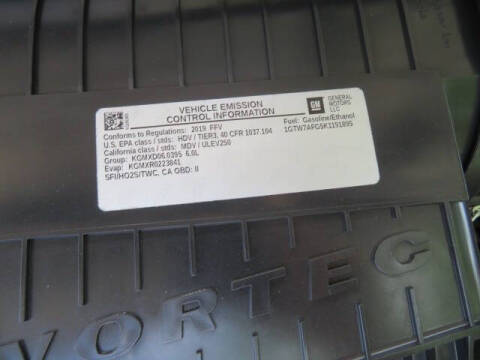 VEHICLE EMISSION
CONTROL INFORMATION
GM
GENERAL
MOTORS
LLC
Conforms to Regulations: 2019 FFV
Fuel: Gasoline/Ethanol
U.S. EPA class / stds: HDV / TIER3, 40 CFR 1037.104
California class / stds: MDV / ULEV250
Group: KGMXD06.0395 6.0L
Evap: KGMXR0223841
SFI/HO2S/TWC, CA OBD: II
VORTEC